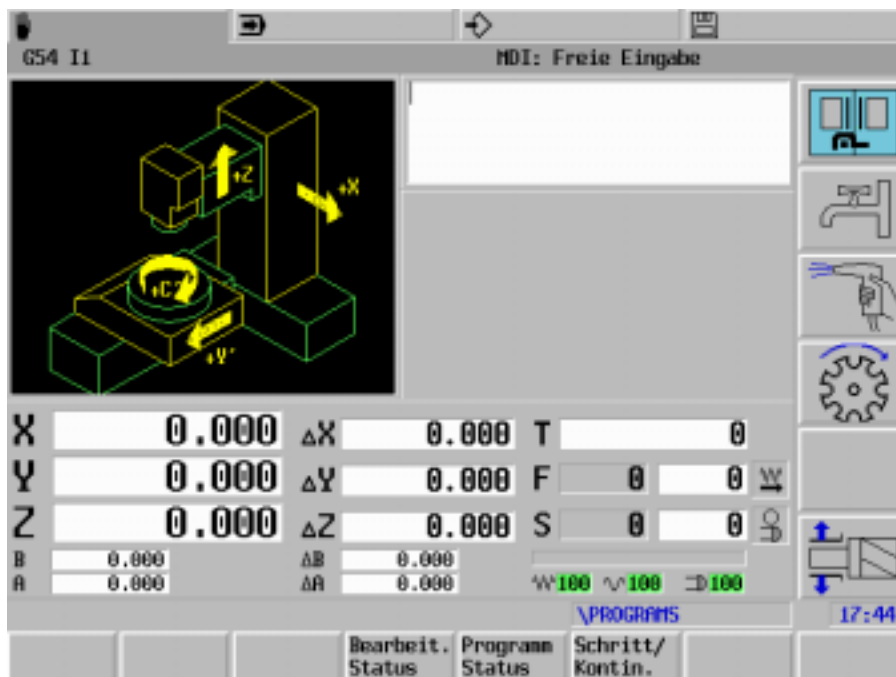 G54 I1
MDI: Freie Eingabe
+Z
+X
+C'
+Y'
X 0.000 ΔX 0.000 T 0
Y 0.000 ΔY 0.000 F 0 0
Z 0.000 ΔZ 0.000 S 0 0
B 0.000 ΔB 0.000
A 0.000 ΔA 0.000 100 100 100
\PROGRAMS 17:44
Bearbeit. Status
Programm Status
Schritt/ Kontin.